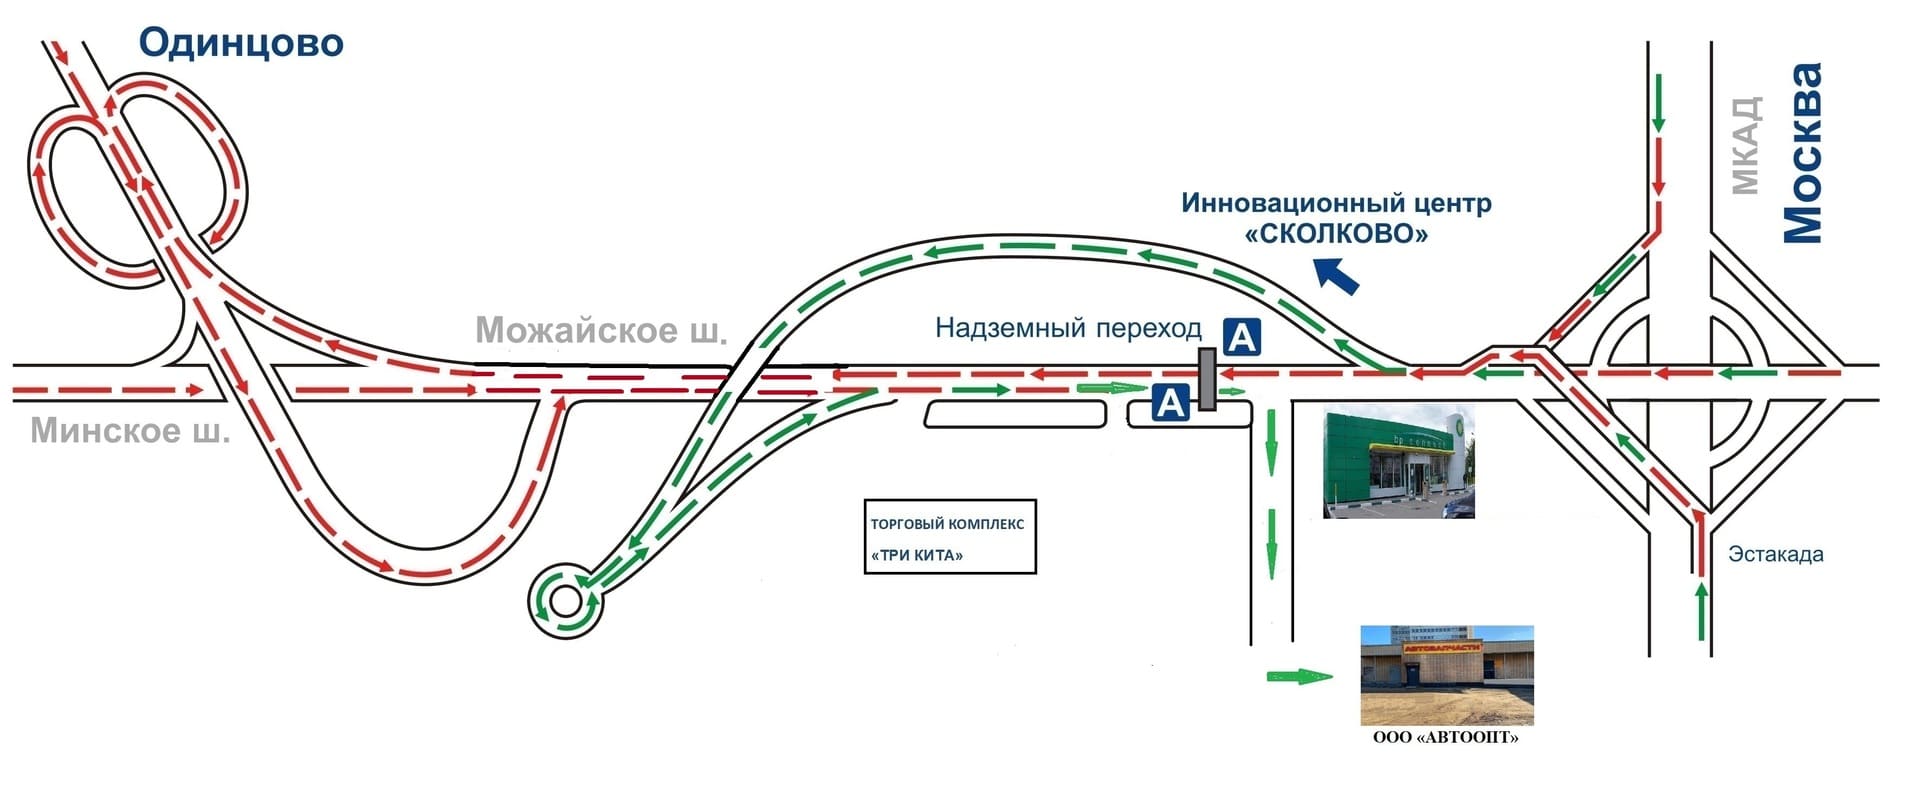 Одинцово
МКАД
Москва
Инновационный центр
«СКОЛКОВО»
Можайское ш.
Надземный переход
А
А
Минское ш.
bp connect
ТОРГОВЫЙ КОМПЛЕКС
«ТРИ КИТА»
Эстакада
АВТОЗАПЧАСТИ
ООО «АВТООПТ»